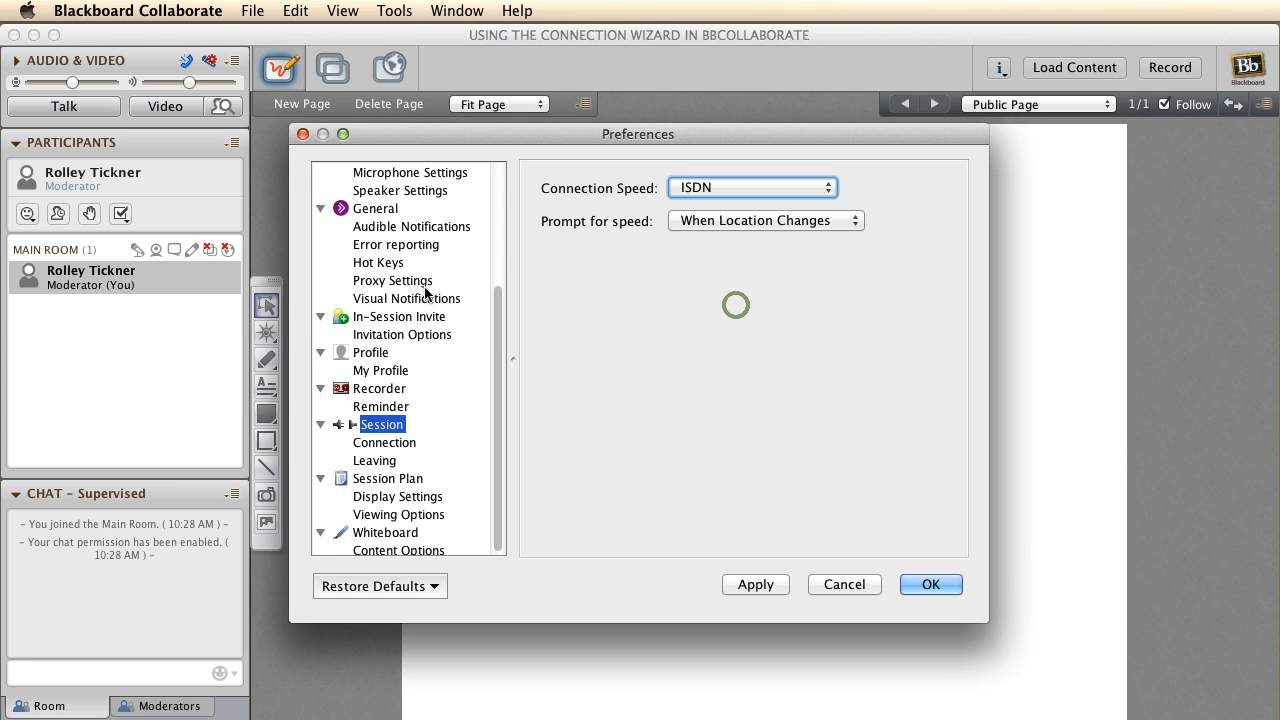 Blackboard Collaborate File Edit View Tools Window Help
USING THE CONNECTION WIZARD IN BBCOLLABORATE
AUDIO & VIDEO
Talk Video
Load Content Record
Bb
Blackboard
New Page Delete Page Fit Page
Public Page 1/1 Follow
PARTICIPANTS
Rolley Tickner
Moderator
MAIN ROOM (1)
Rolley Tickner
Moderator (You)
CHAT – Supervised
– You joined the Main Room. ( 10:28 AM ) –
– Your chat permission has been enabled. (
10:28 AM ) –
Room Moderators
Preferences
Microphone Settings
Speaker Settings
General
Audible Notifications
Error reporting
Hot Keys
Proxy Settings
Visual Notifications
In-Session Invite
Invitation Options
Profile
My Profile
Recorder
Reminder
Session
Connection
Leaving
Session Plan
Display Settings
Viewing Options
Whiteboard
Content Options
Connection Speed: ISDN
Prompt for speed: When Location Changes
Restore Defaults
Apply Cancel OK